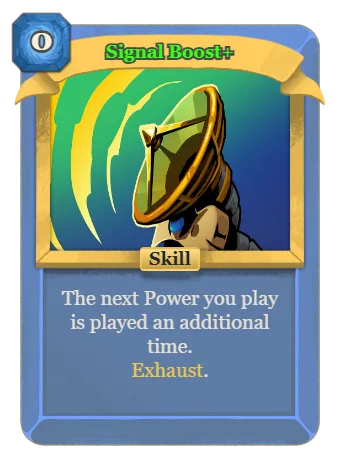 0
Signal Boost+
Skill
The next Power you play
is played an additional
time.
Exhaust.